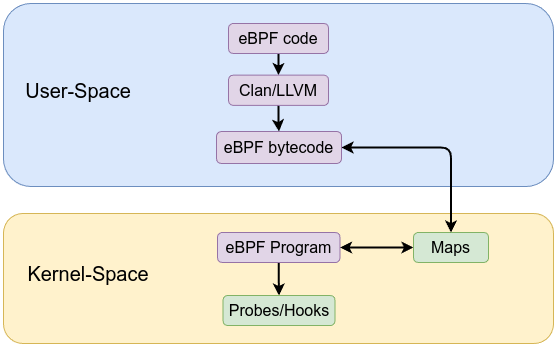 eBPF code
User-Space
Clan/LLVM
eBPF bytecode
eBPF Program
Maps
Kernel-Space
Probes/Hooks